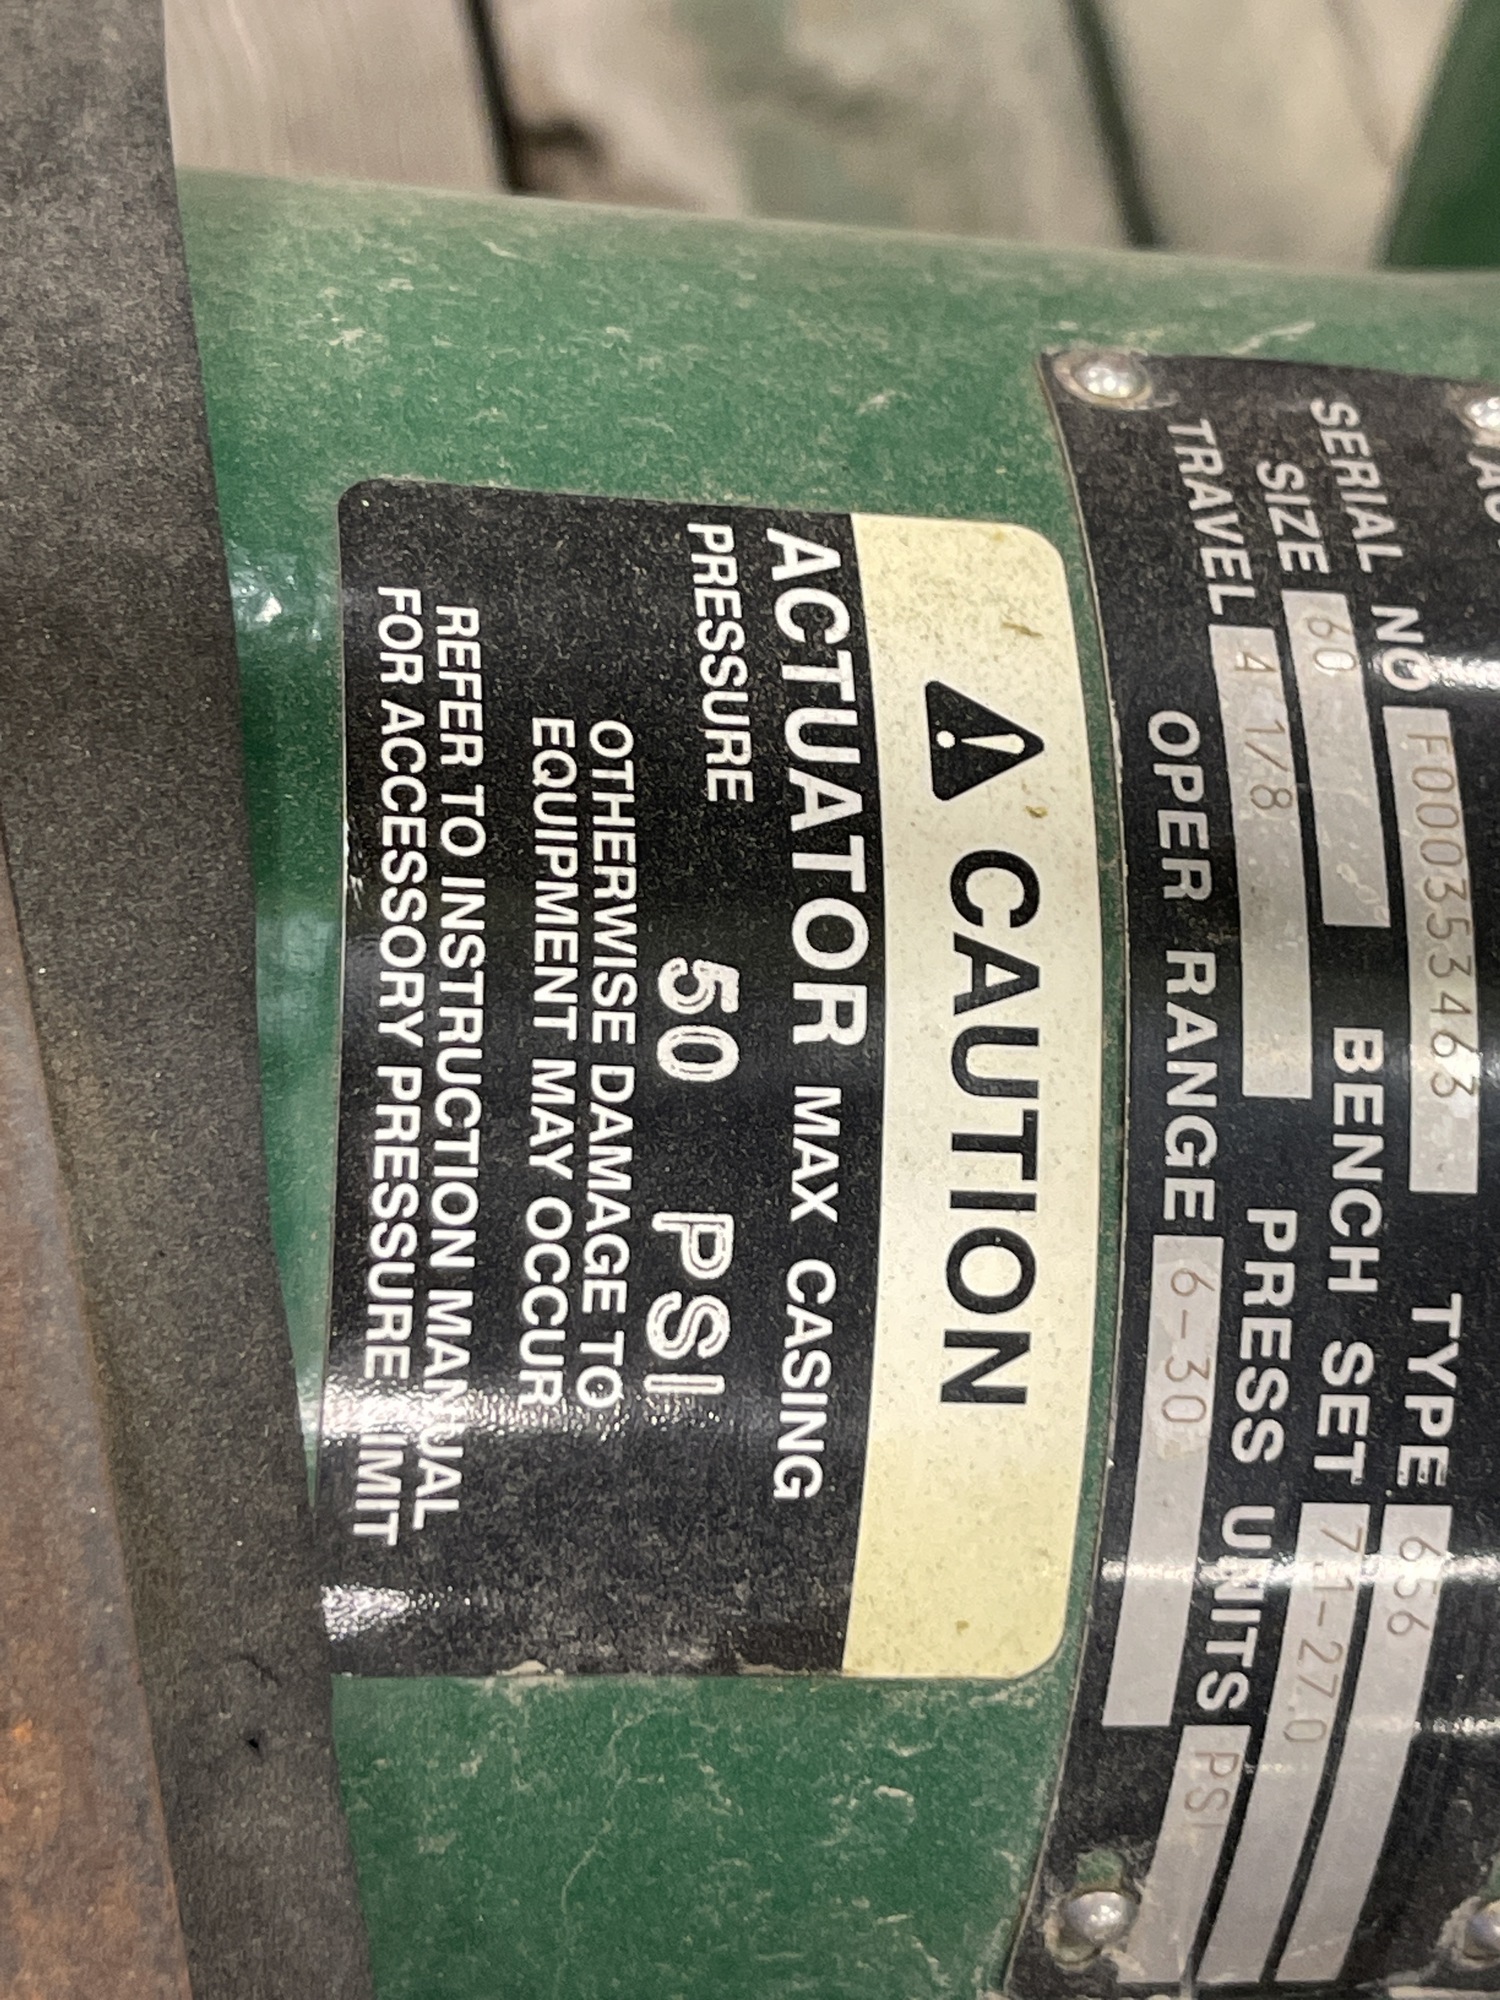 SERIAL NO F000353463 TYPE 656
SIZE 60 BENCH SET 7.1-27.0
TRAVEL 4 1/8 PRESS UNITS PSI
OPER RANGE 6-30
CAUTION
ACTUATOR MAX CASING
PRESSURE 50 PSI
OTHERWISE DAMAGE TO
EQUIPMENT MAY OCCUR
REFER TO INSTRUCTION MANUAL
FOR ACCESSORY PRESSURE LIMIT